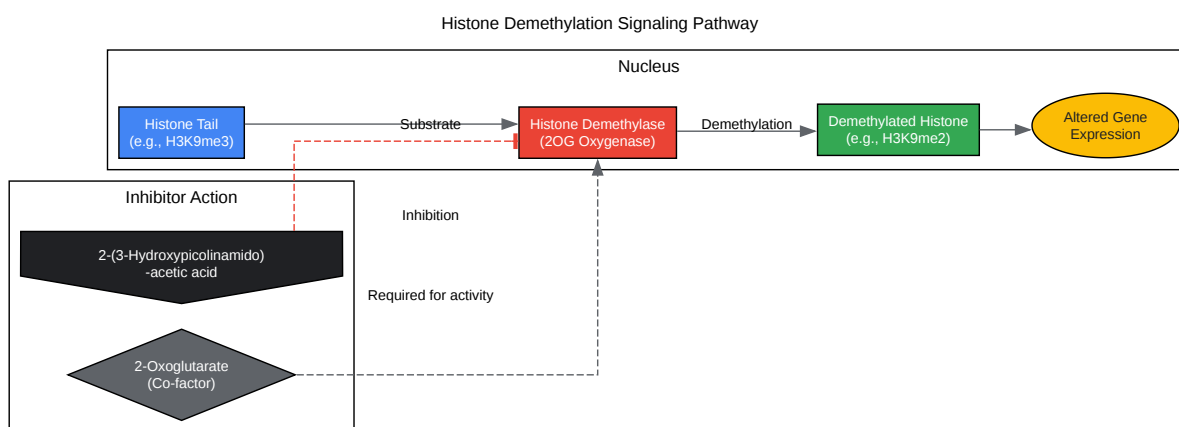 Histone Demethylation Signaling Pathway
Nucleus
Histone Tail
(e.g., H3K9me3)
Substrate
Histone Demethylase
(2OG Oxygenase)
Demethylation
Demethylated Histone
(e.g., H3K9me2)
Altered Gene
Expression
Inhibitor Action
Inhibition
2-(3-Hydroxypicolinamido)
-acetic acid
Required for activity
2-Oxoglutarate
(Co-factor)